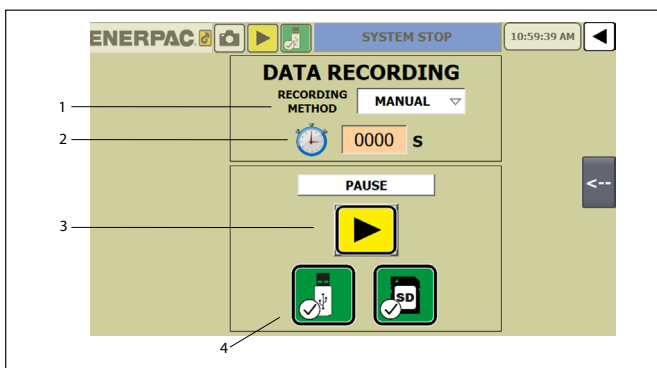 ENERPAC
SYSTEM STOP
10:59:39 AM
DATA RECORDING
1
RECORDING
METHOD
MANUAL
2
0000 S
PAUSE
<--
3
SD
4